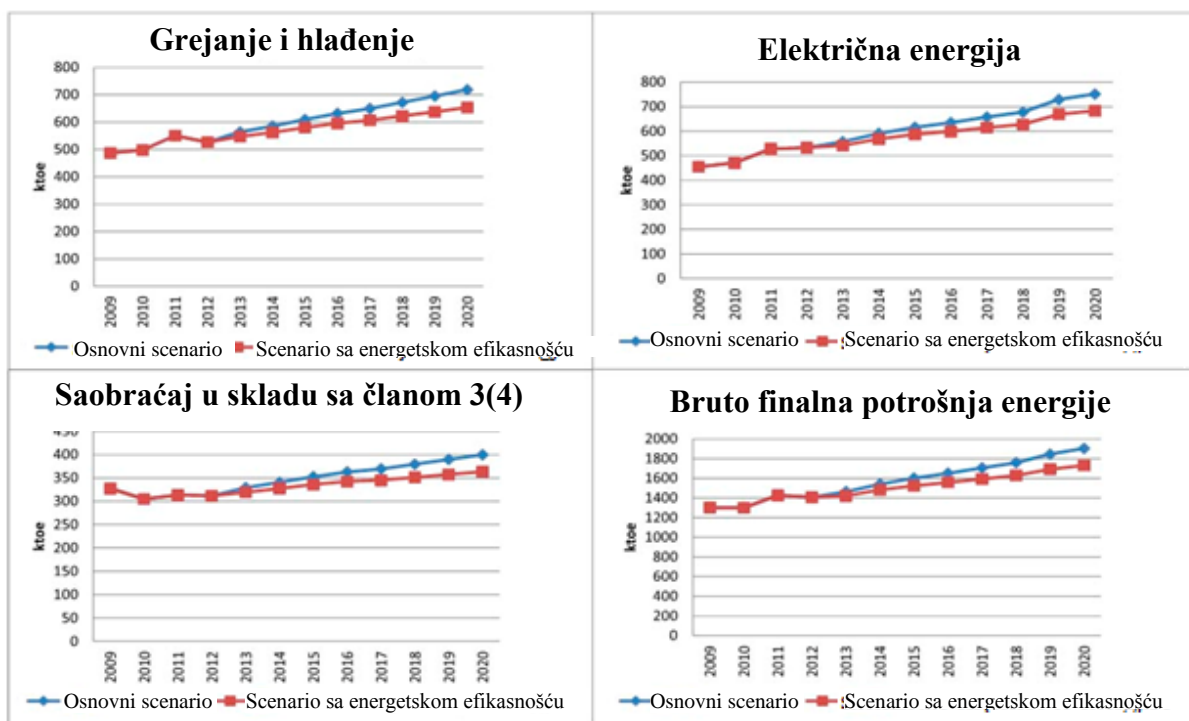 Grejanje i hlađenje
800
700
600
500
400
300
200
100
0
ktoe
2009 2010 2011 2012 2013 2014 2015 2016 2017 2018 2019 2020
Osnovni scenario Scenario sa energetskom efikasnošću
Električna energija
800
700
600
500
400
300
200
100
0
ktoe
2009 2010 2011 2012 2013 2014 2015 2016 2017 2018 2019 2020
Osnovni scenario Scenario sa energetskom efikasnošću
Saobraćaj u skladu sa članom 3(4)
450
400
350
300
250
200
150
100
50
0
ktoe
2009 2010 2011 2012 2013 2014 2015 2016 2017 2018 2019 2020
Osnovni scenario Scenario sa energetskom efikasnošću
Bruto finalna potrošnja energije
2000
1800
1600
1400
1200
1000
800
600
400
200
0
ktoe
2009 2010 2011 2012 2013 2014 2015 2016 2017 2018 2019 2020
Osnovni scenario Scenario sa energetskom efikasnošću